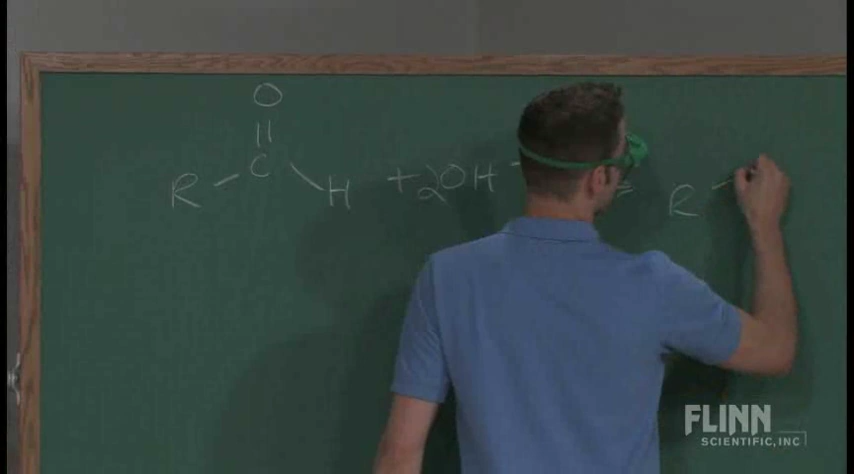 O
||
R - C \ H + 2OH - = R -
FLINN
SCIENTIFIC, INC